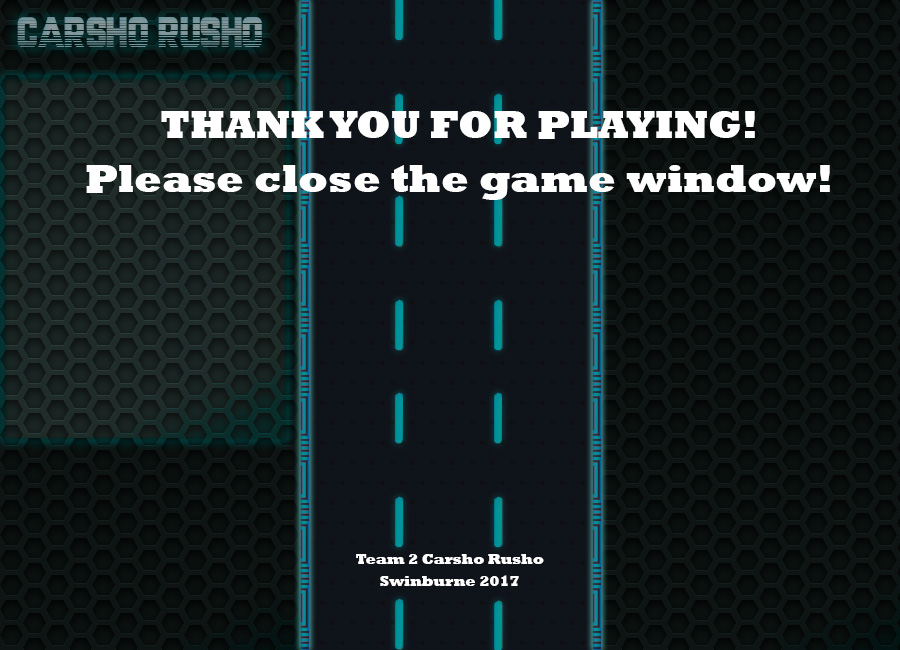 CARSHO RUSHO
THANK YOU FOR PLAYING!
Please close the game window!
Team 2 Carsho Rusho
Swinburne 2017